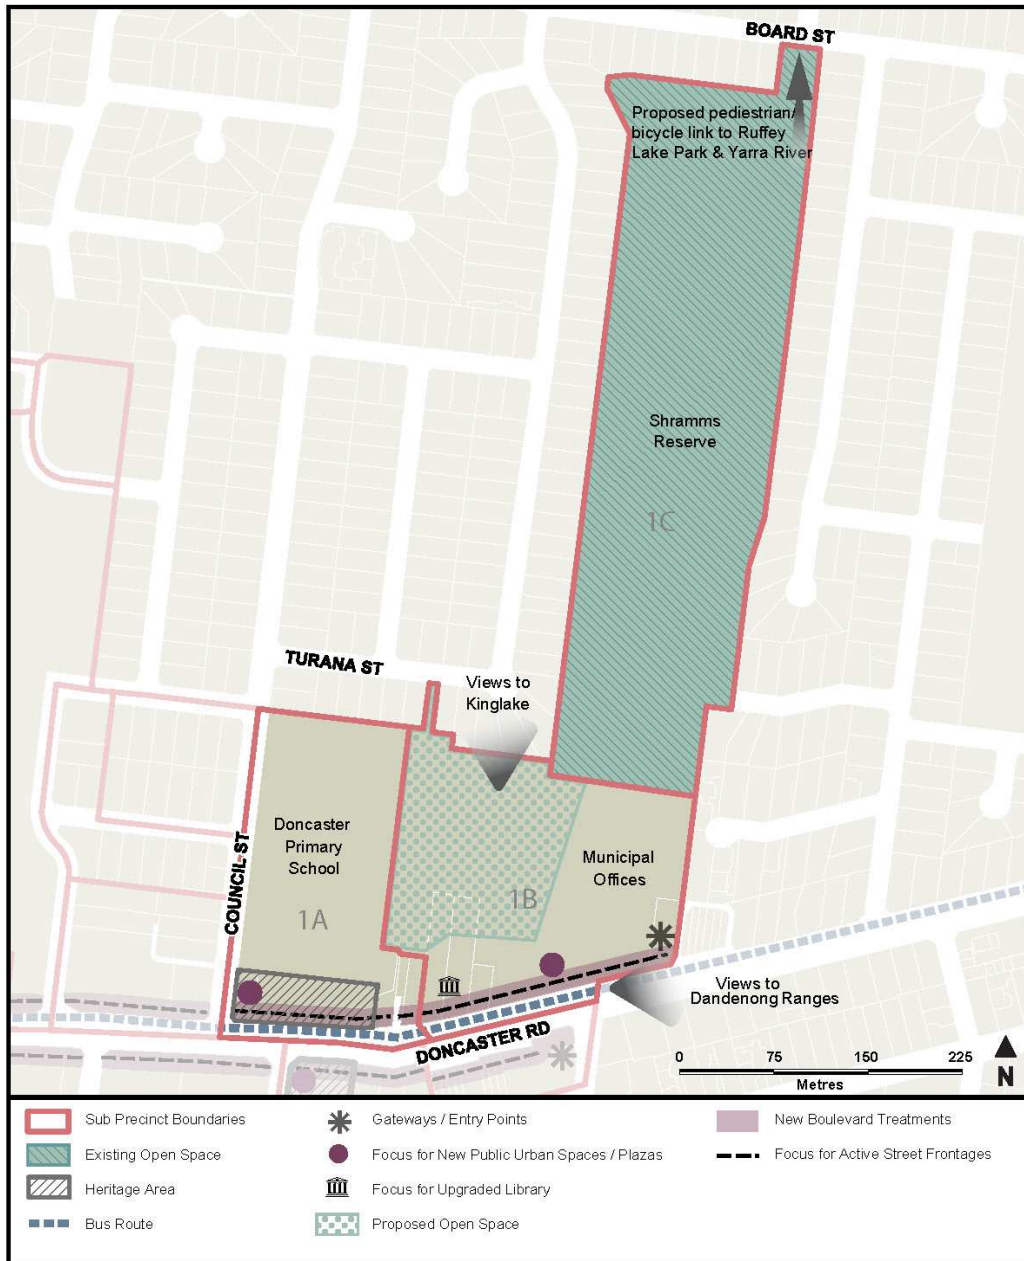 BOARD ST
Proposed pediestrian/
bicycle link to Ruffey
Lake Park & Yarra River
Shramms
Reserve
1C
TURANA ST
Views to
Kinglake
COUNCIL ST
Doncaster
Primary
School
1A
1B
Municipal
Offices
Views to
Dandenong Ranges
DONCASTER RD
0 75 150 225
Metres
N
Sub Precinct Boundaries
Existing Open Space
Heritage Area
Bus Route
Gateways / Entry Points
Focus for New Public Urban Spaces / Plazas
Focus for Upgraded Library
Proposed Open Space
New Boulevard Treatments
Focus for Active Street Frontages